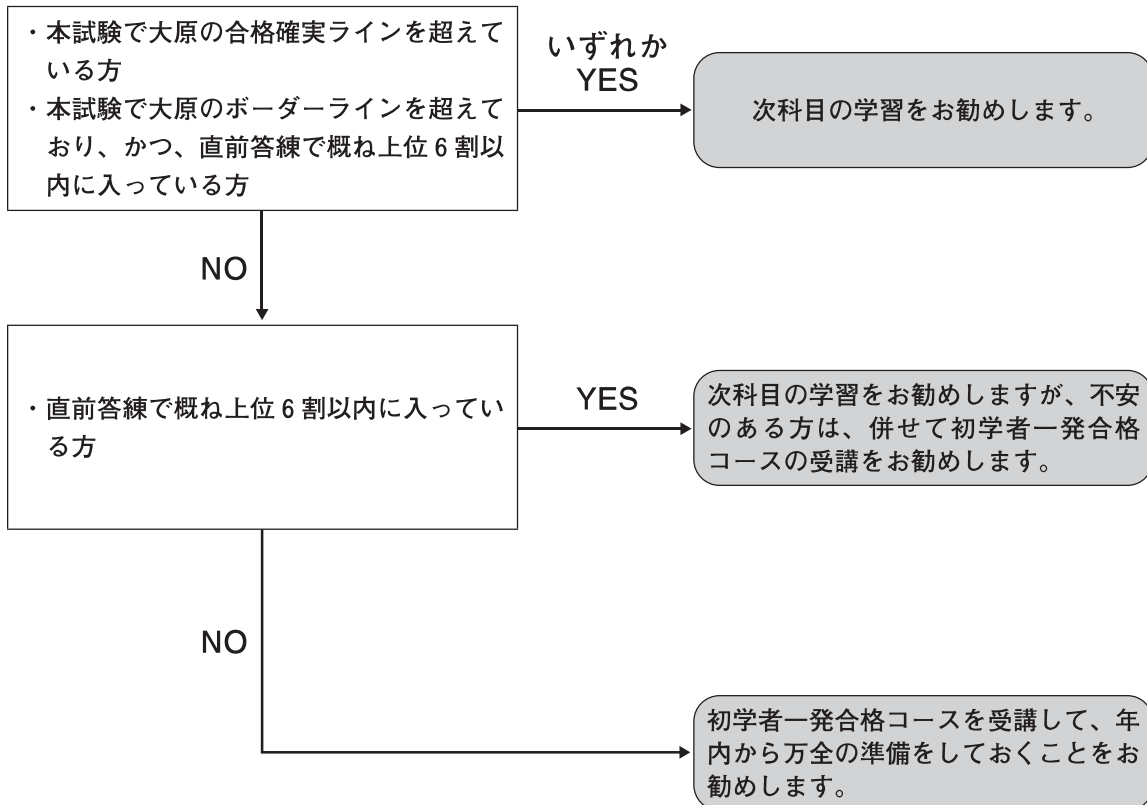 ・本試験で大原の合格確実ラインを超えて
いる方
・本試験で大原のボーダーラインを超えて
おり、かつ、直前答練で概ね上位6割以
内に入っている方
いずれか
YES
次科目の学習をお勧めします。
NO
・直前答練で概ね上位6割以内に入ってい
る方
YES
次科目の学習をお勧めしますが、不安
のある方は、併せて初学者一発合格
コースの受講をお勧めします。
NO
初学者一発合格コースを受講して、年
内から万全の準備をしておくことをお
勧めします。